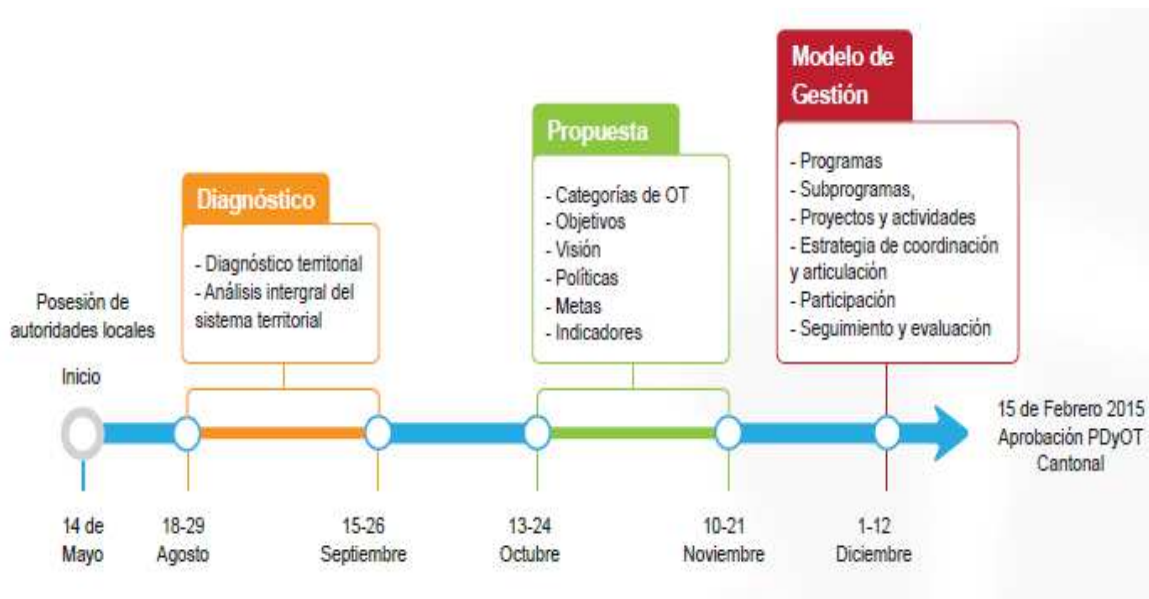 Posesión de
autoridades locales
Inicio
14 de
Mayo
Diagnóstico
- Diagnóstico territorial
- Análisis intergral del
sistema territorial
18-29
Agosto
15-26
Septiembre
Propuesta
- Categorías de OT
- Objetivos
- Visión
- Políticas
- Metas
- Indicadores
13-24
Octubre
10-21
Noviembre
Modelo de
Gestión
- Programas
- Subprogramas,
- Proyectos y actividades
- Estrategia de coordinación
y articulación
- Participación
- Seguimiento y evaluación
1-12
Diciembre
15 de Febrero 2015
Aprobación PDyOT
Cantonal